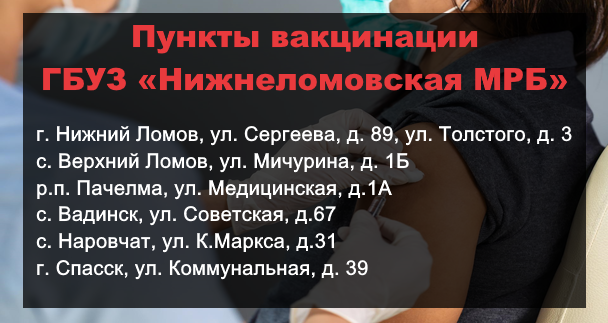 Пункты вакцинации
ГБУЗ «Нижнеломовская МРБ»
г. Нижний Ломов, ул. Сергеева, д. 89, ул. Толстого, д. 3
с. Верхний Ломов, ул. Мичурина, д. 1Б
р.п. Пачелма, ул. Медицинская, д.1А
с. Вадинск, ул. Советская, д.67
с. Наровчат, ул. К.Маркса, д.31
г. Спасск, ул. Коммунальная, д. 39